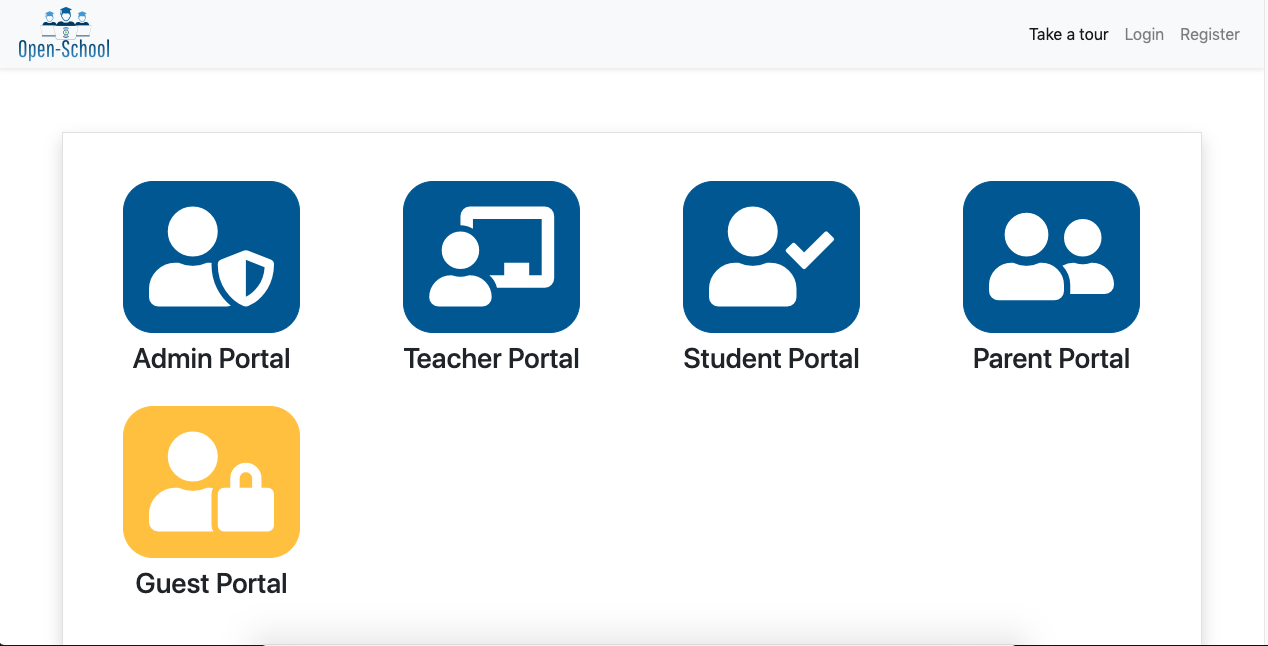 Open-School
Take a tour Login Register
Admin Portal Teacher Portal Student Portal Parent Portal
Guest Portal